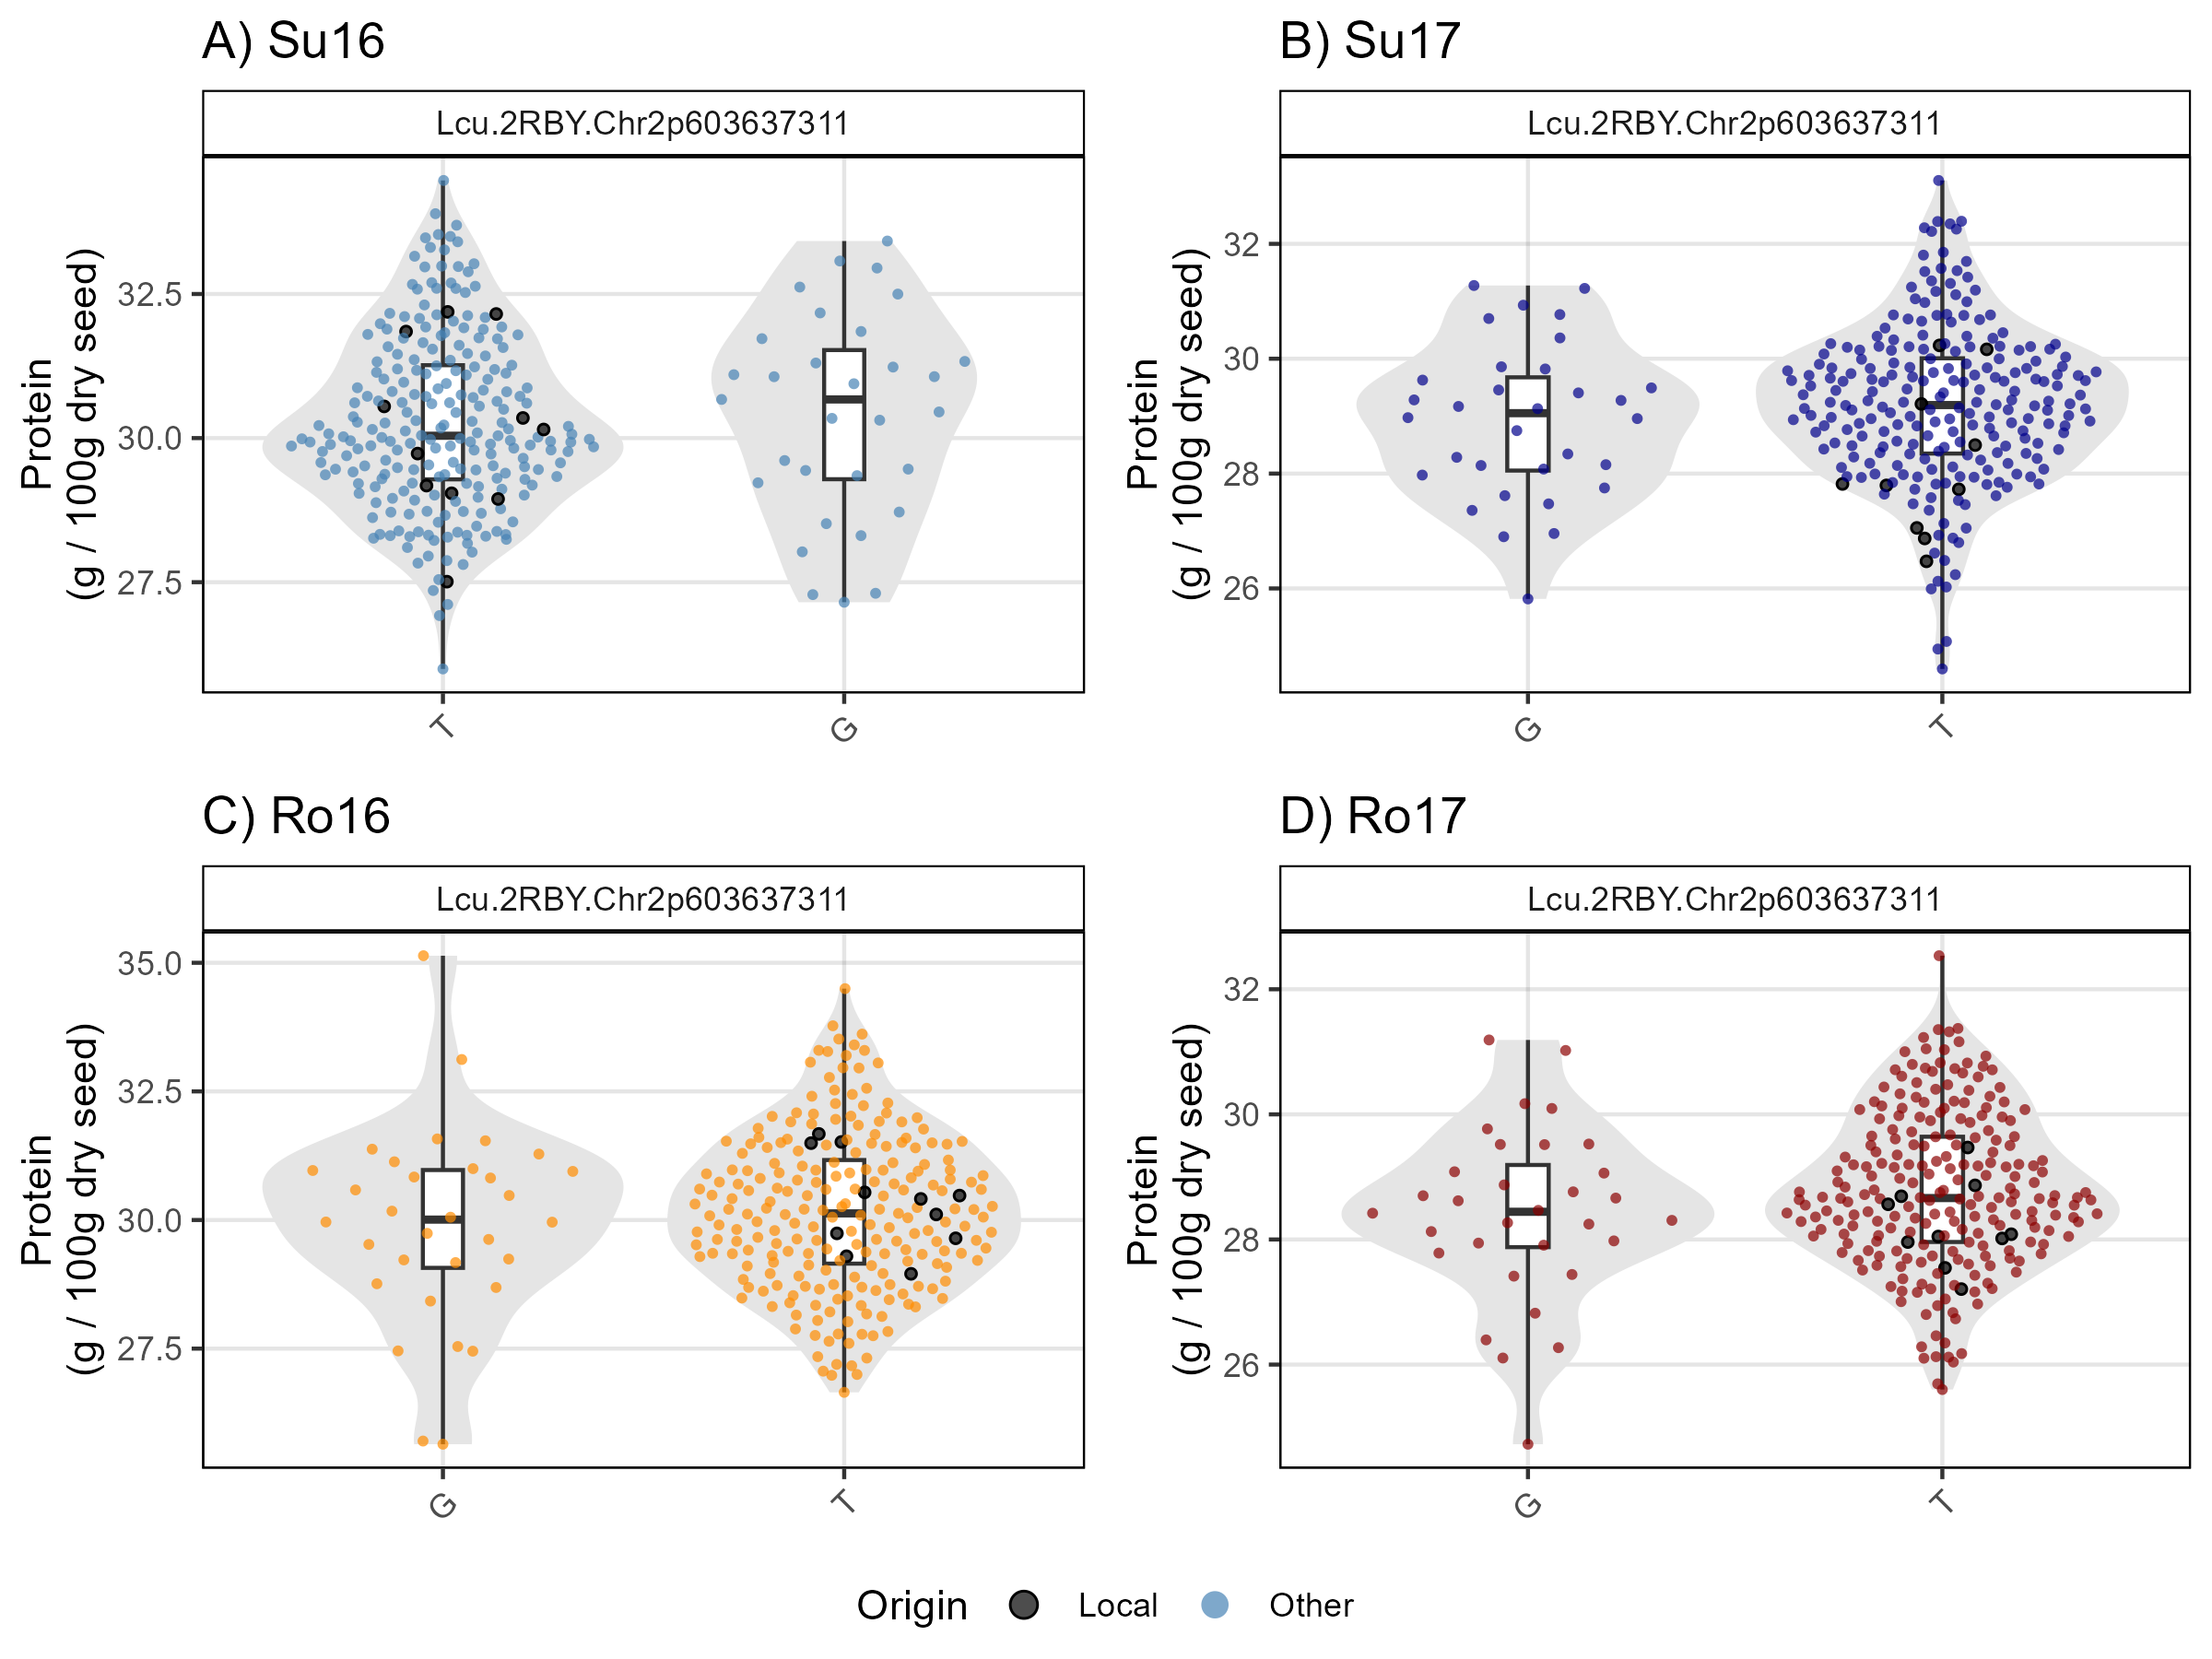 A) Su16
Lcu.2RBY.Chr2p603637311
Protein
(g / 100g dry seed)
32.5
30.0
27.5
T
G
B) Su17
Lcu.2RBY.Chr2p603637311
Protein
(g / 100g dry seed)
32
30
28
26
G
T
C) Ro16
Lcu.2RBY.Chr2p603637311
Protein
(g / 100g dry seed)
35.0
32.5
30.0
27.5
G
T
D) Ro17
Lcu.2RBY.Chr2p603637311
Protein
(g / 100g dry seed)
32
30
28
26
G
T
Origin Local Other